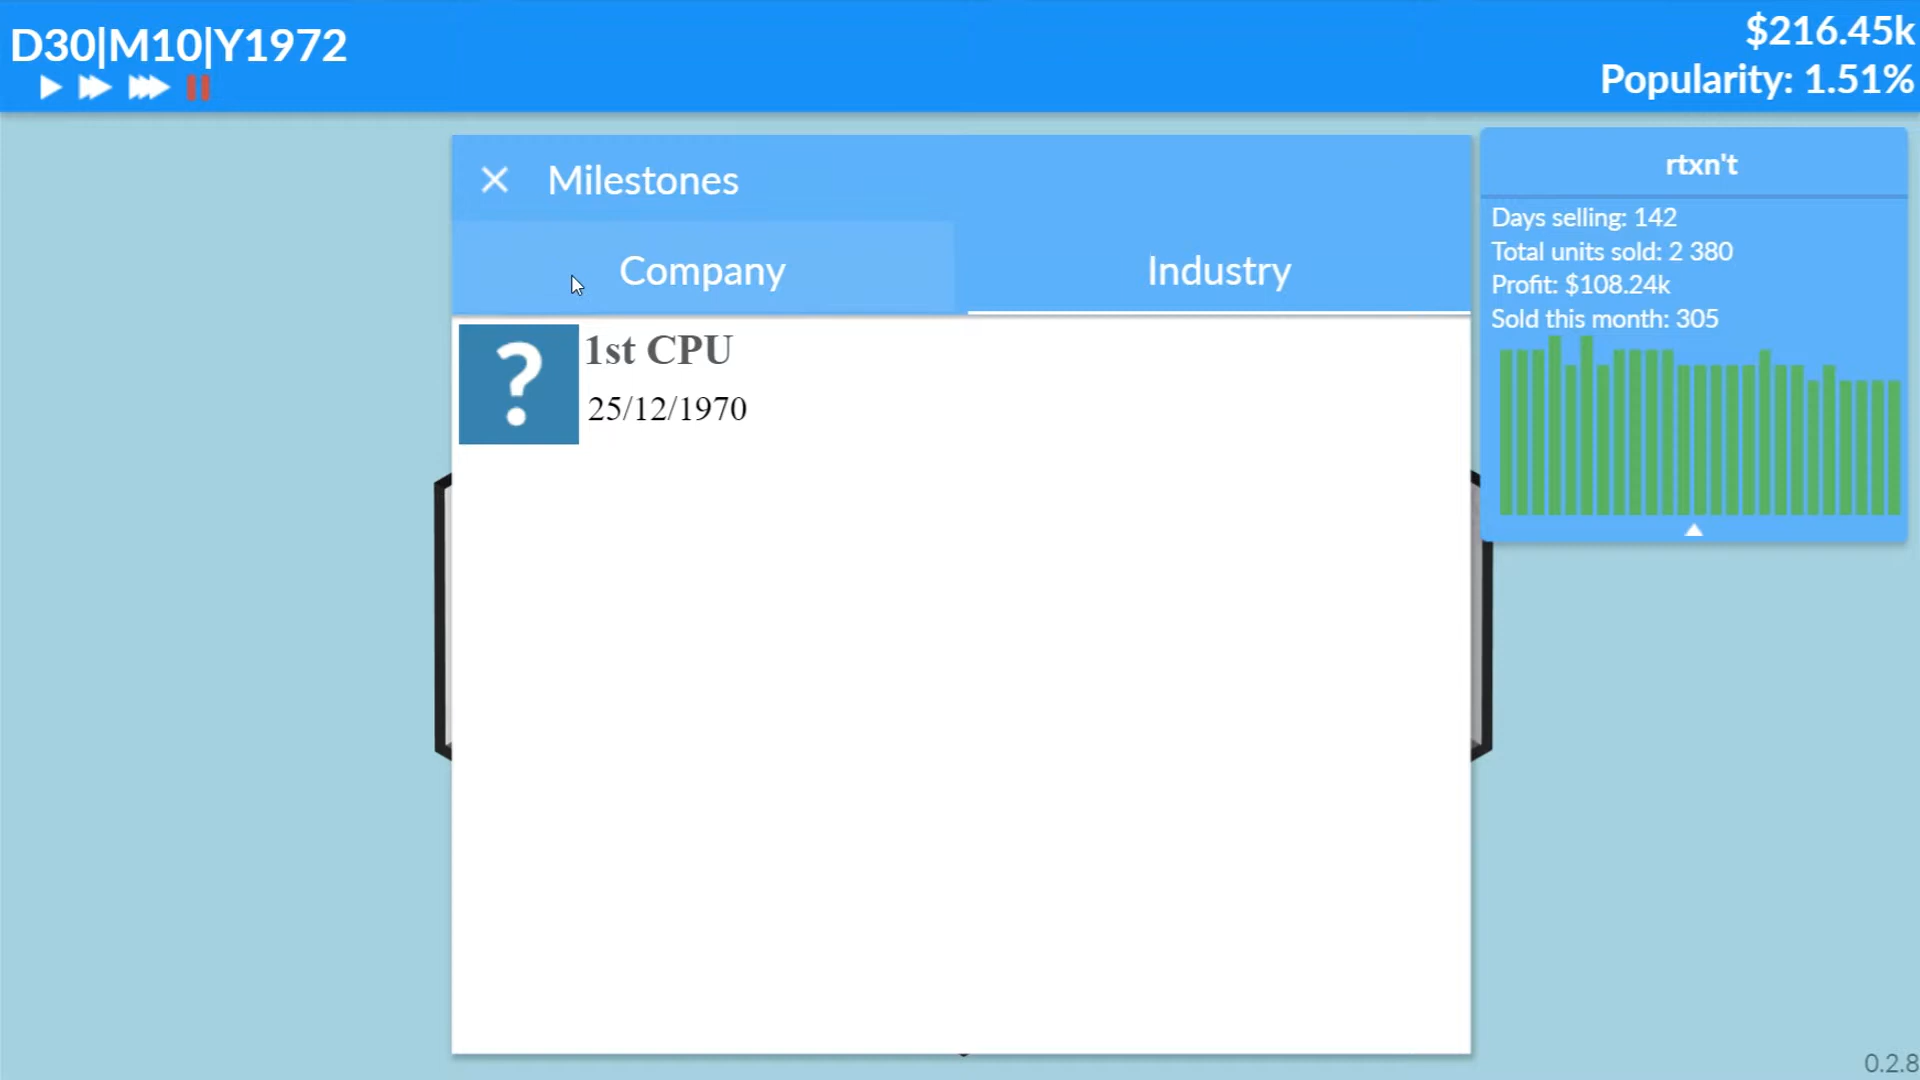 D30|M10|Y1972
$216.45k
Popularity: 1.51%
Milestones
Company
Industry
1st CPU
25/12/1970
rtxn't
Days selling: 142
Total units sold: 2 380
Profit: $108.24k
Sold this month: 305
0.2.8